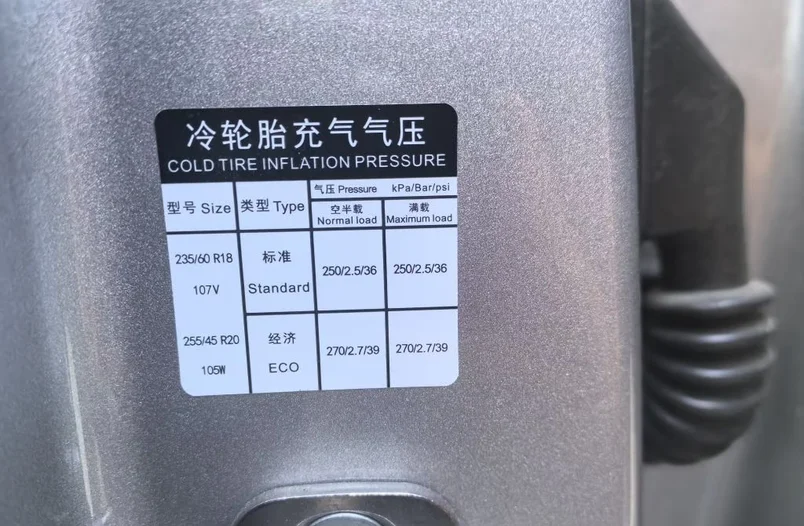 冷轮胎充气气压
COLD TIRE INFLATION PRESSURE
型号 Size 类型 Type 气压 Pressure kPa/Bar/psi
空半载 满载
Normal load Maximum load
235/60 R18 标准 250/2.5/36 250/2.5/36
107V Standard
255/45 R20 经济 270/2.7/39 270/2.7/39
105W ECO